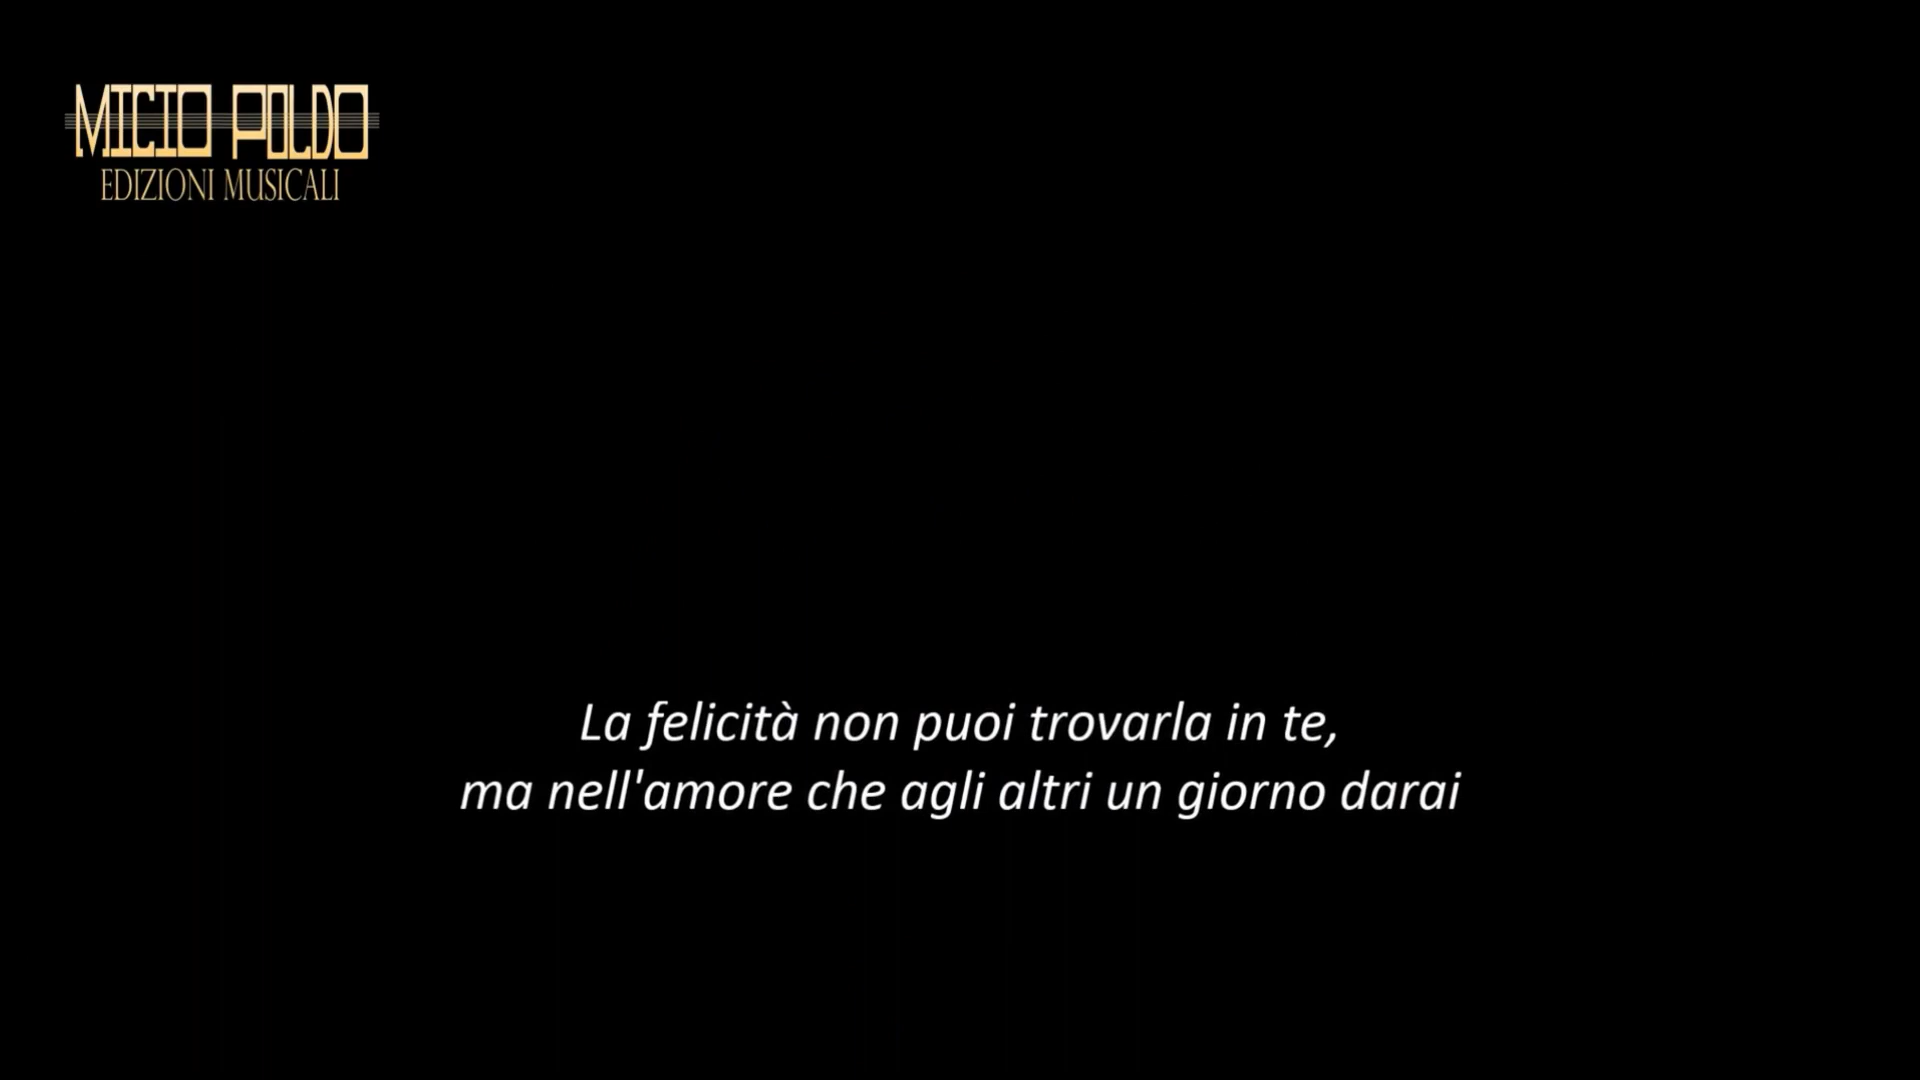 MICIO POLDO
EDIZIONI MUSICALI
La felicità non puoi trovarla in te,
ma nell'amore che agli altri un giorno darai